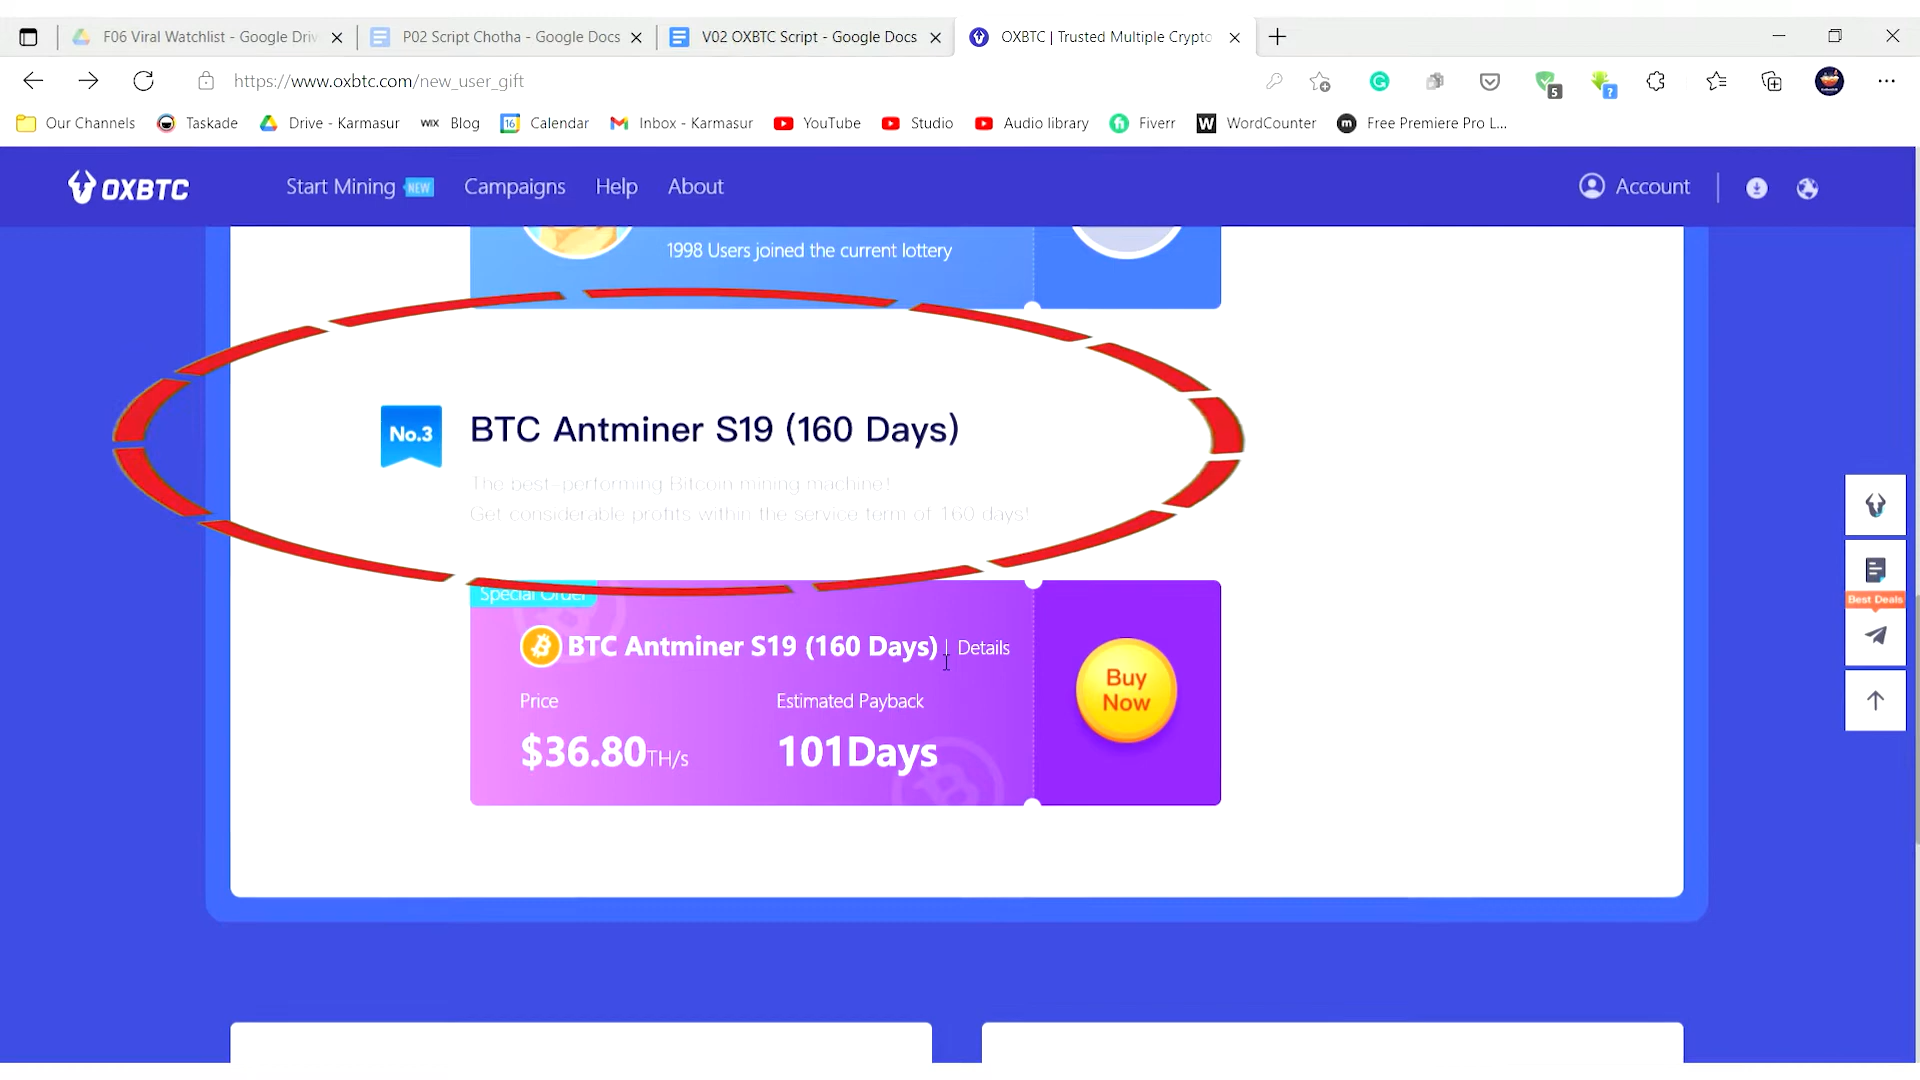 F06 Viral Watchlist - Google Driv
P02 Script Chotha - Google Docs
V02 OXBTC Script - Google Docs
OXBTC | Trusted Multiple Crypto
https://www.oxbtc.com/new_user_gift
5
?
Our Channels
Taskade
Drive - Karmasur
WIX Blog
16 Calendar
Inbox - Karmasur
YouTube
Studio
Audio library
Fiverr
W WordCounter
m Free Premiere Pro L...
OXBTC
Start Mining NEW
Campaigns
Help
About
Account
1998 Users joined the current lottery
No.3
BTC Antminer S19 (160 Days)
The best-performing Bitcoin mining machine!
Get considerable profits within the service term of 160 days!
Special Order
BTC Antminer S19 (160 Days) | Details
Price
Estimated Payback
$36.80TH/s
101Days
Buy
Now
Best Deals